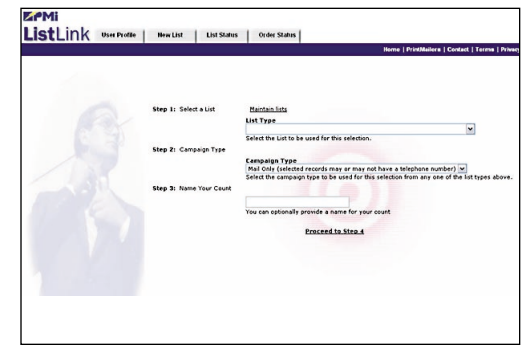 PMi
ListLink User Profile New List List Status Order Status
Home | PrintMailers | Contact | Terms | Privacy
Step 1: Select a List Maintain lists
List Type
Select the List to be used for this selection.
Step 2: Campaign Type
Campaign Type
Mail Only (selected records may or may not have a telephone number)
Select the campaign type to be used for this selection from any one of the list types above.
Step 3: Name Your Count
You can optionally provide a name for your count
Proceed to Step 4